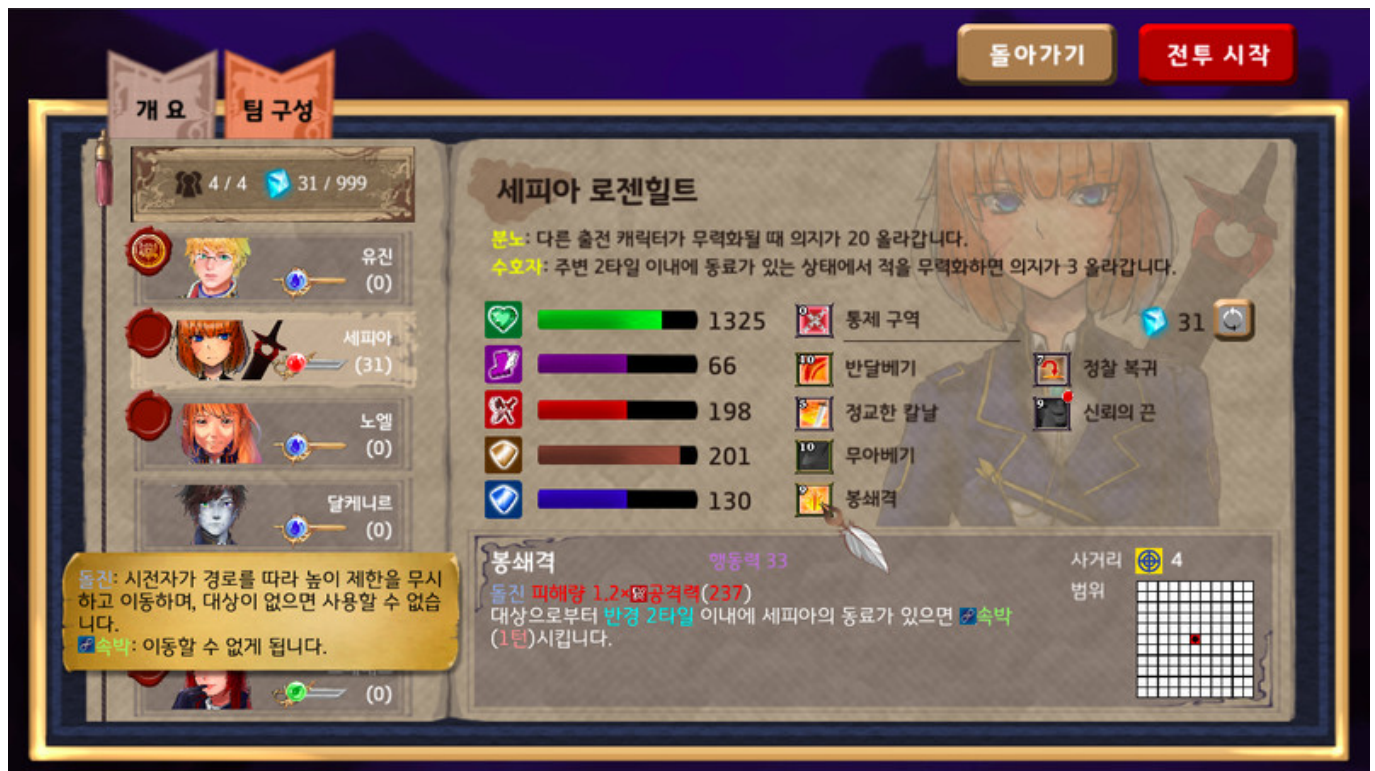 돌아가기
전투 시작
개 요
팀 구성
4 / 4 31 / 999
유진
(0)
세피아
(31)
노엘
(0)
달케니르
(0)
(0)
돌진: 시전자가 경로를 따라 높이 제한을 무시
하고 이동하며, 대상이 없으면 사용할 수 없습
니다.
속박: 이동할 수 없게 됩니다.
세피아 로젠힐트
분노: 다른 출전 캐릭터가 무력화될 때 의지가 20 올라갑니다.
수호자: 주변 2타일 이내에 동료가 있는 상태에서 적을 무력화하면 의지가 3 올라갑니다.
1325
66
198
201
130
0 통제 구역
31
10 반달베기
7 정찰 복귀
5 정교한 칼날
9 신뢰의 끈
10 무아베기
9 봉쇄격
봉쇄격 행동력 33
돌진 피해량 1.2×공격력(237)
대상으로부터 반경 2타일 이내에 세피아의 동료가 있으면 속박
(1턴)시킵니다.
사거리 4
범위